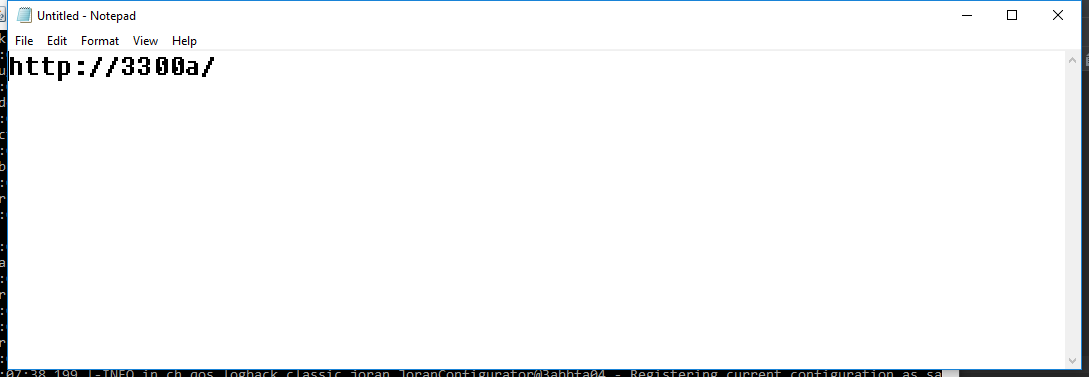 Untitled - Notepad
File Edit Format View Help
http://3300a/
:07:38,199 |-INFO in ch.qos.logback.classic.joran.JoranConfigurator@3abbfa04 - Registering current configuration as sa